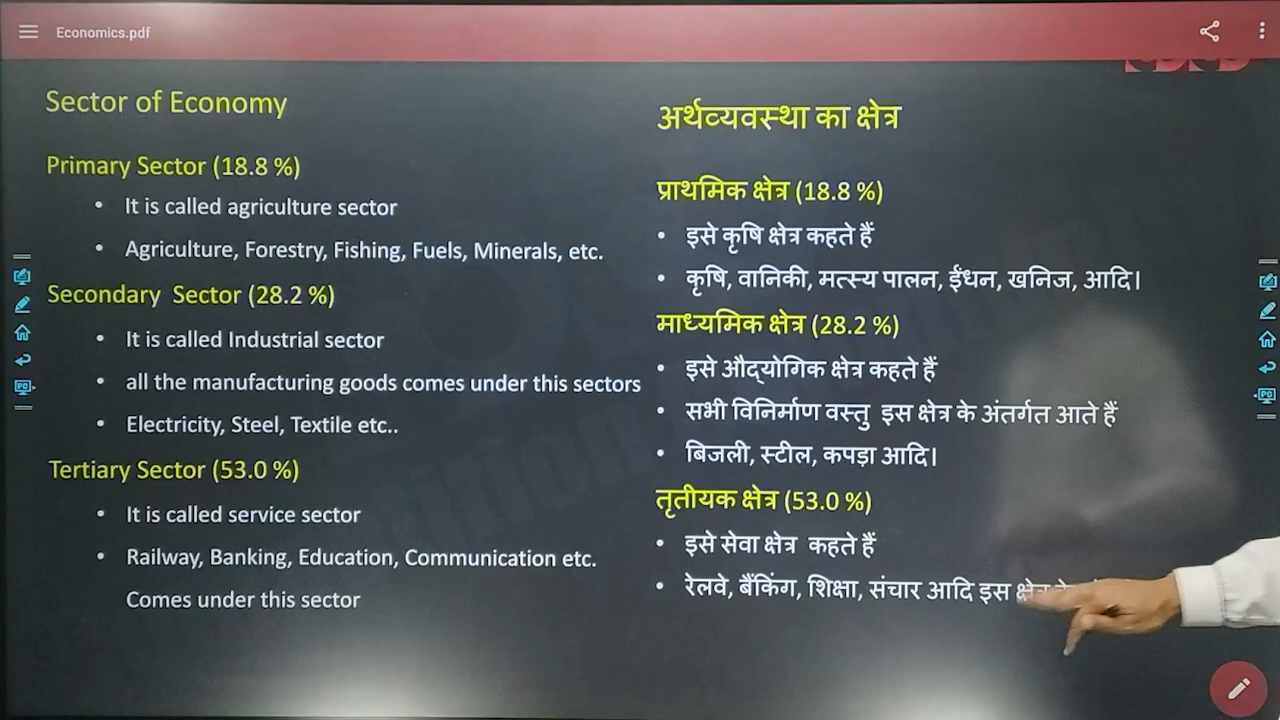 Economics.pdf
Sector of Economy
Primary Sector (18.8 %)
• It is called agriculture sector
• Agriculture, Forestry, Fishing, Fuels, Minerals, etc.
Secondary Sector (28.2 %)
• It is called Industrial sector
• all the manufacturing goods comes under this sectors
• Electricity, Steel, Textile etc..
Tertiary Sector (53.0 %)
• It is called service sector
• Railway, Banking, Education, Communication etc.
Comes under this sector
अर्थव्यवस्था का क्षेत्र
प्राथमिक क्षेत्र (18.8 %)
• इसे कृषि क्षेत्र कहते हैं
• कृषि, वानिकी, मत्स्य पालन, ईंधन, खनिज, आदि।
माध्यमिक क्षेत्र (28.2 %)
• इसे औद्योगिक क्षेत्र कहते हैं
• सभी विनिर्माण वस्तु इस क्षेत्र के अंतर्गत आते हैं
• बिजली, स्टील, कपड़ा आदि।
तृतीयक क्षेत्र (53.0 %)
• इसे सेवा क्षेत्र कहते हैं
• रेलवे, बैंकिंग, शिक्षा, संचार आदि इस